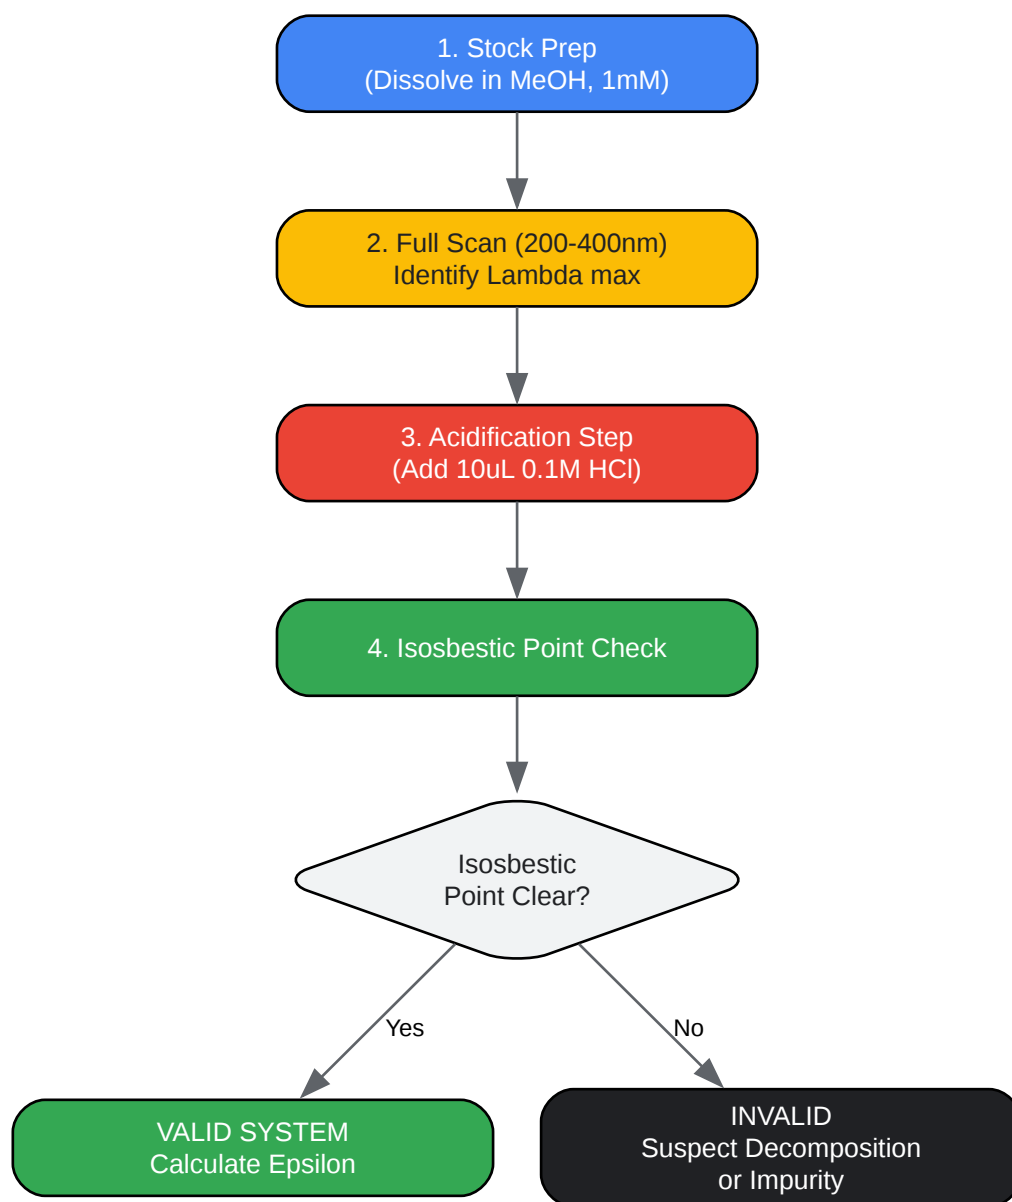 1. Stock Prep
(Dissolve in MeOH, 1mM)
2. Full Scan (200-400nm)
Identify Lambda max
3. Acidification Step
(Add 10uL 0.1M HCl)
4. Isosbestic Point Check
Isosbestic
Point Clear?
Yes
No
VALID SYSTEM
Calculate Epsilon
INVALID
Suspect Decomposition
or Impurity